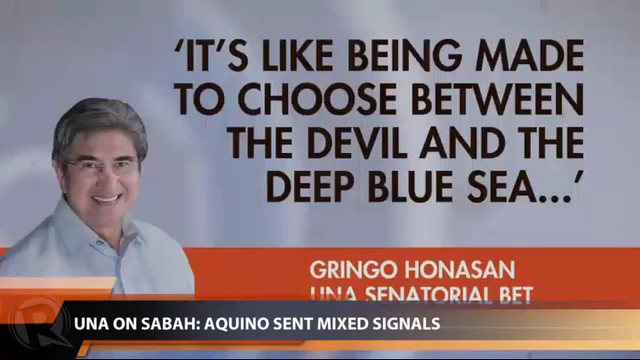 ‘IT’S LIKE BEING MADE
TO CHOOSE BETWEEN
THE DEVIL AND THE
DEEP BLUE SEA...’
GRINGO HONASAN
UNA SENATORIAL BET
UNA ON SABAH: AQUINO SENT MIXED SIGNALS